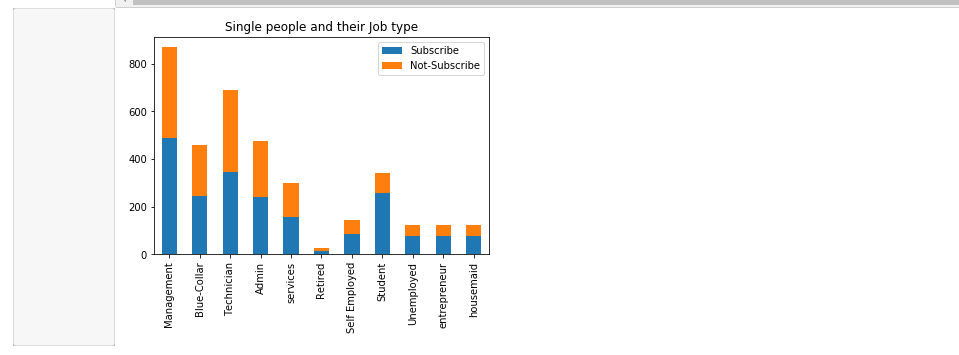 Single people and their Job type
Subscribe
Not-Subscribe
800
600
400
200
0
Management
Blue-Collar
Technician
Admin
services
Retired
Self Employed
Student
Unemployed
entrepreneur
housemaid